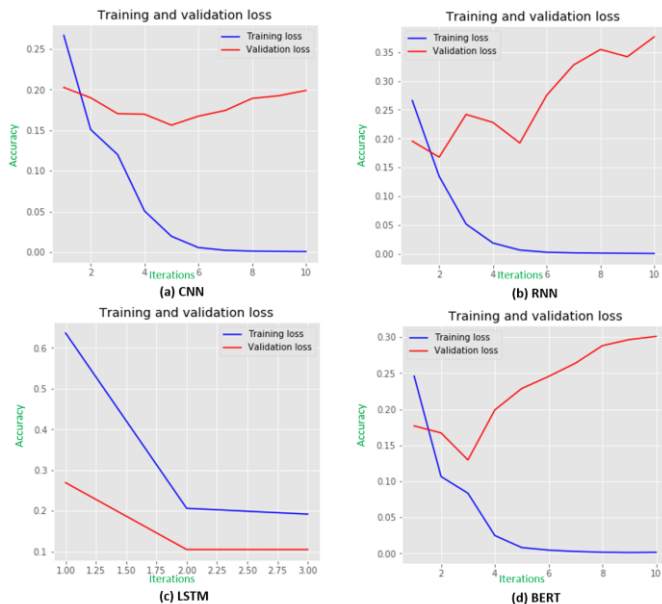 Training and validation loss
Training loss
Validation loss
0.25
0.20
0.15
0.10
0.05
0.00
Accuracy
2
4
6
8
10
Iterations
(a) CNN
Training and validation loss
Training loss
Validation loss
0.35
0.30
0.25
0.20
0.15
0.10
0.05
0.00
Accuracy
2
4
6
8
10
Iterations
(b) RNN
Training and validation loss
Training loss
Validation loss
0.6
0.5
0.4
0.3
0.2
0.1
Accuracy
1.00 1.25 1.50 1.75 2.00 2.25 2.50 2.75 3.00
Iterations
(c) LSTM
Training and validation loss
Training loss
Validation loss
0.30
0.25
0.20
0.15
0.10
0.05
0.00
Accuracy
2
4
6
8
10
Iterations
(d) BERT